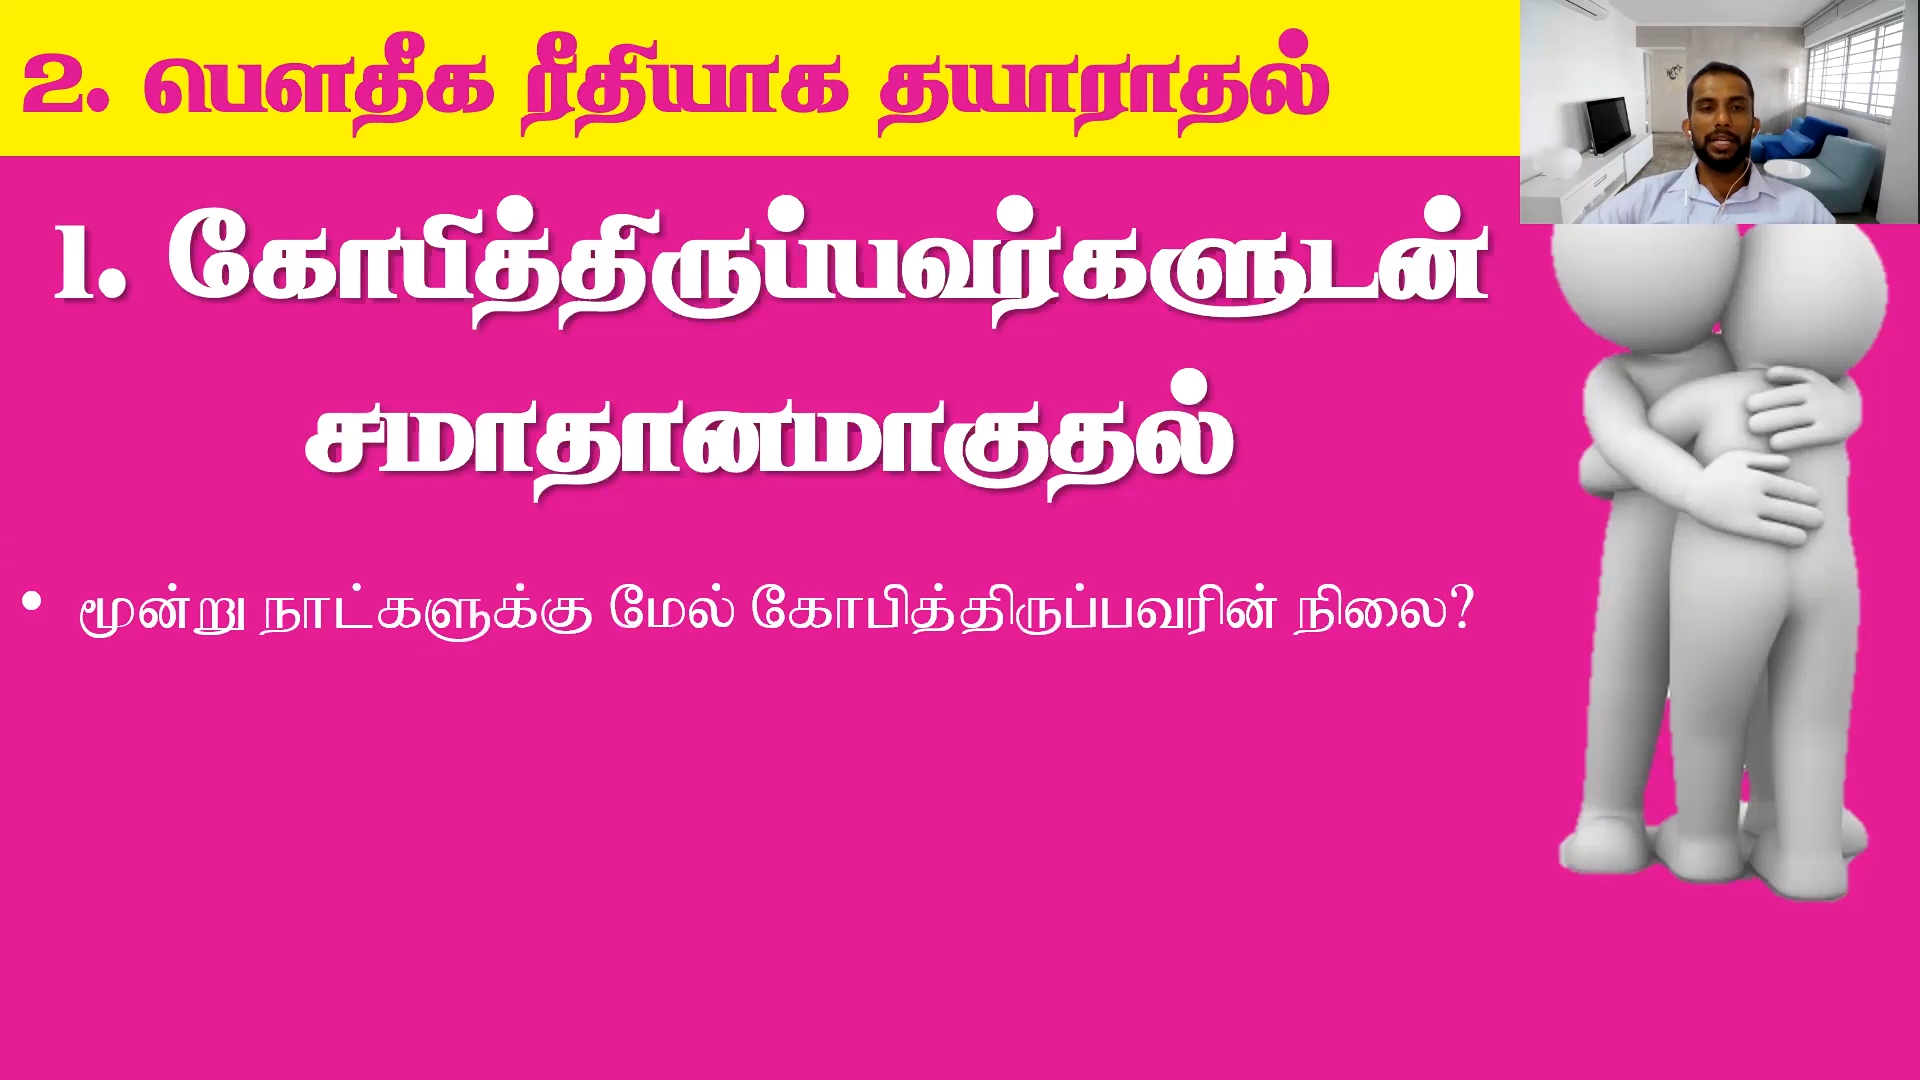 2. பௌதீக ரீதியாக தயாராதல்
1. கோபித்திருப்பவர்களுடன்
சமாதானமாகுதல்
• மூன்று நாட்களுக்கு மேல் கோபித்திருப்பவரின் நிலை?